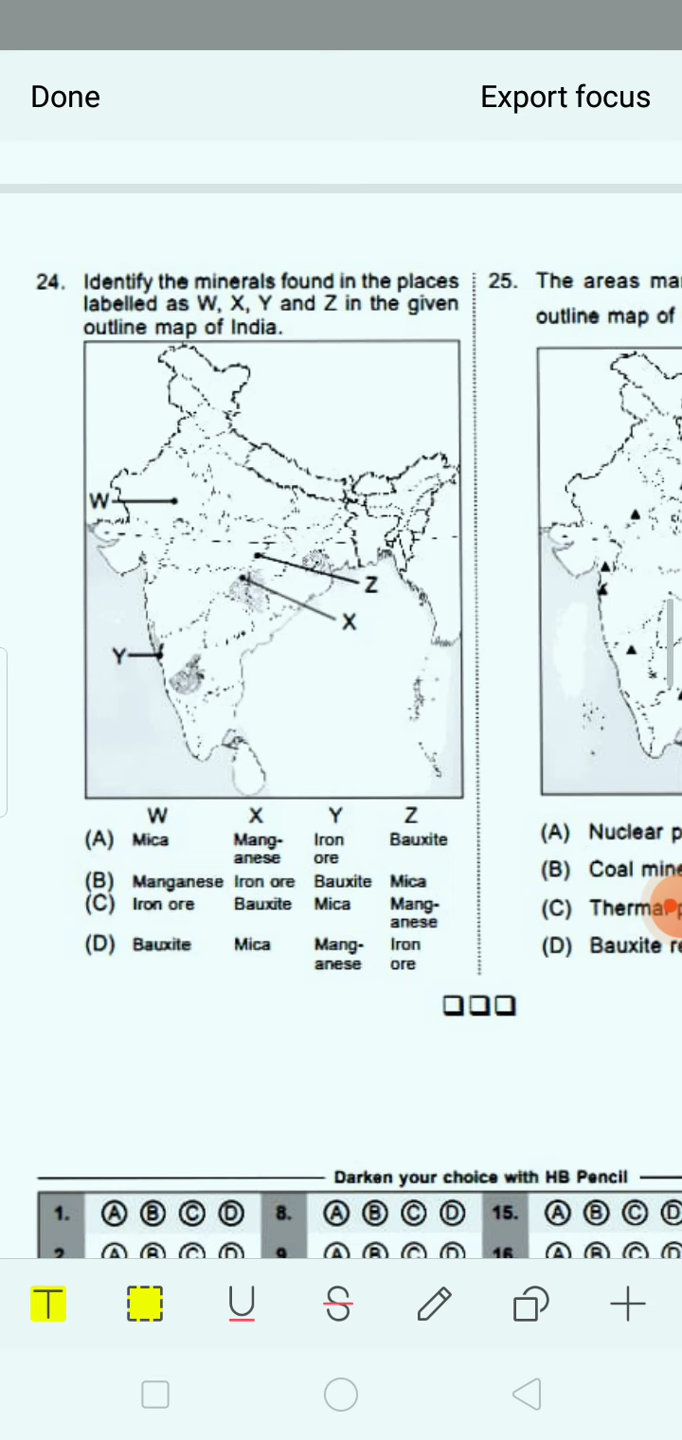 Done
Export focus
24. Identify the minerals found in the places
labelled as W, X, Y and Z in the given
outline map of India.
W
Z
X
Y
W X Y Z
(A) Mica Mang- Iron Bauxite
anese ore
(B) Manganese Iron ore Bauxite Mica
(C) Iron ore Bauxite Mica Mang-
anese
(D) Bauxite Mica Mang- Iron
anese ore
25. The areas
outline map of
(A) Nuclear
(B) Coal
(C)
(D) Bauxite
Darken your choice with HB Pencil
1. A B C D 8. A B C D 15. A B C D
2 A B C D 9 A B C D 16 A B C D
T U S